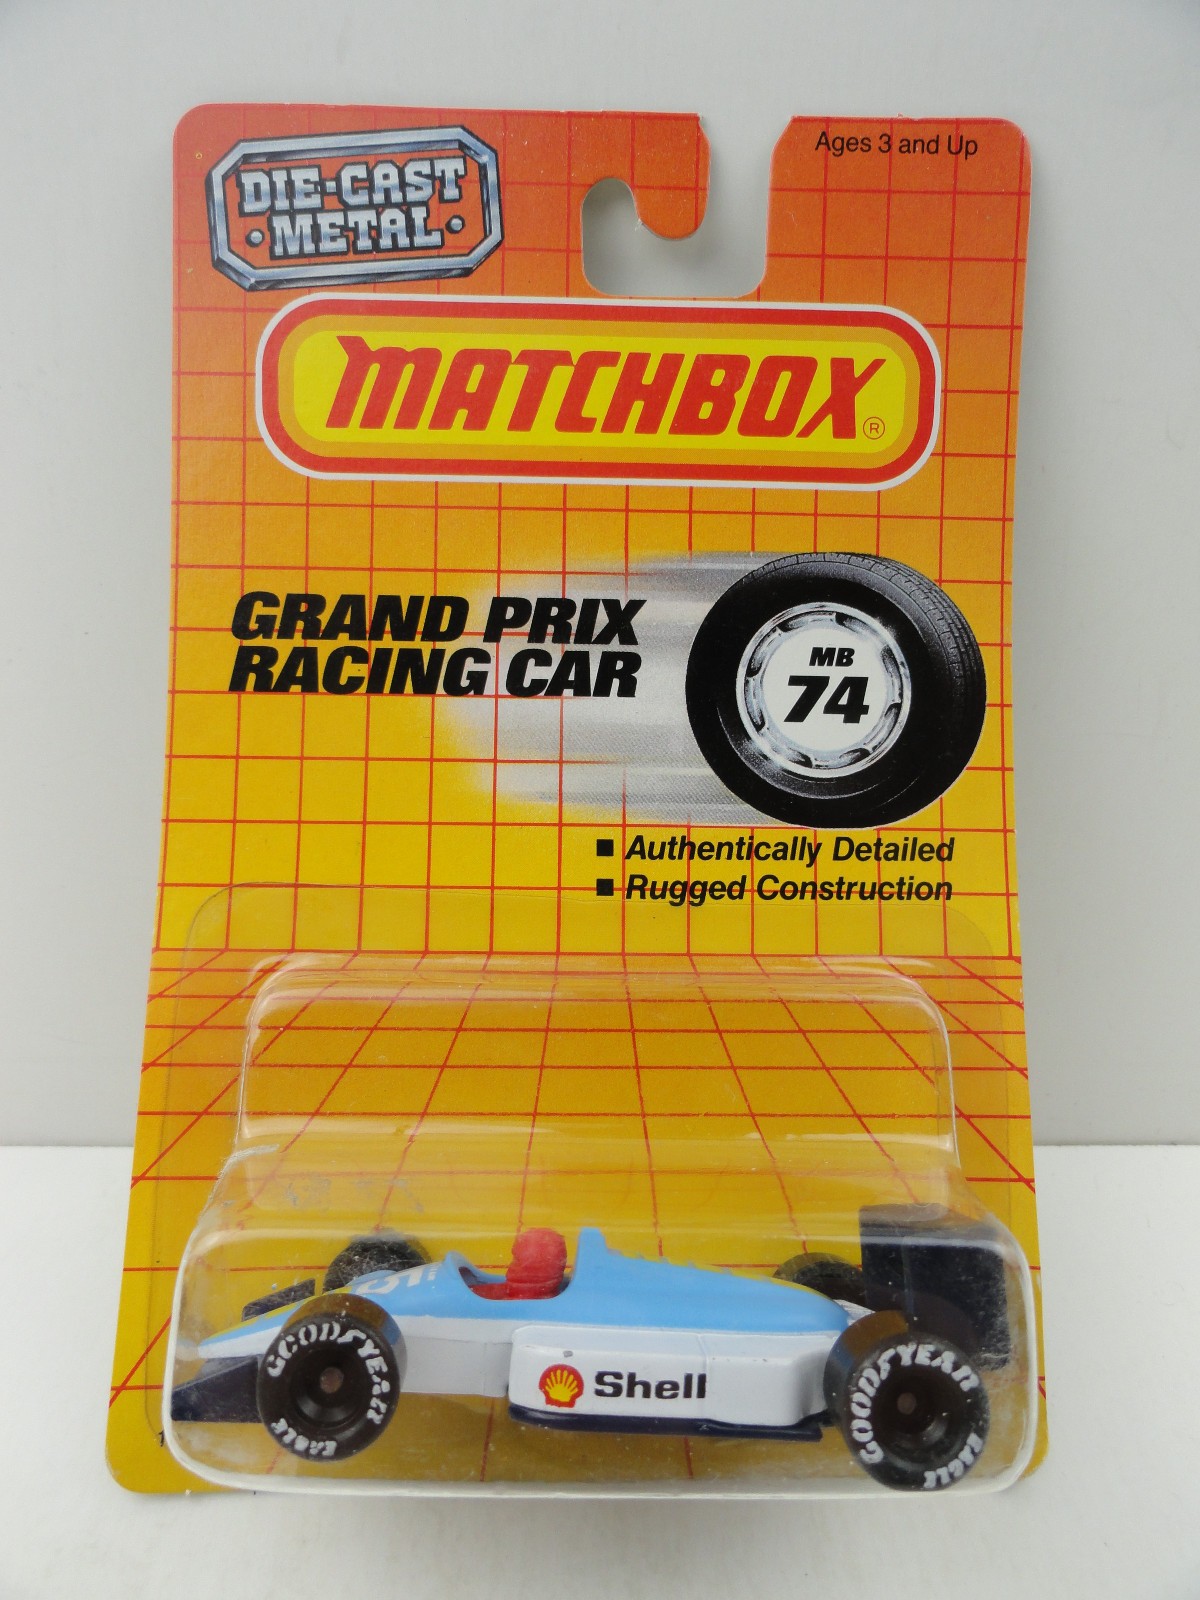 DIE-CAST
• METAL •
Ages 3 and Up
MATCHBOX®
GRAND PRIX
RACING CAR
MB
74
■ Authentically Detailed
■ Rugged Construction
GOODYEAR
EAGLE
Shell
GOODYEAR
EAGLE